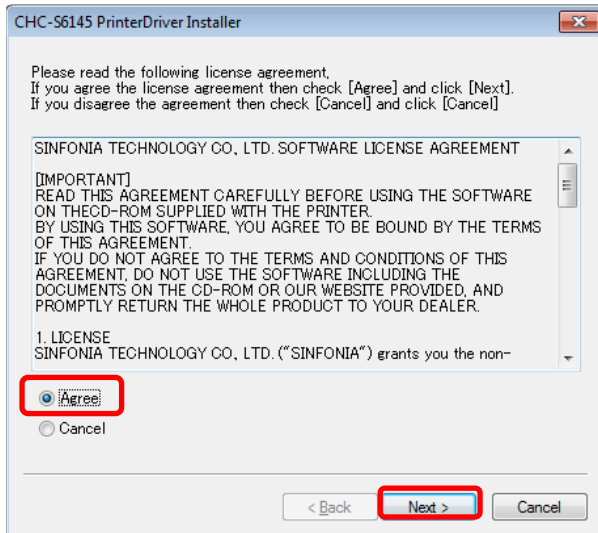 CHC-S6145 PrinterDriver Installer
Please read the following license agreement,
If you agree the license agreement then check [Agree] and click [Next].
If you disagree the agreement then check [Cancel] and click [Cancel]
SINFONIA TECHNOLOGY CO., LTD. SOFTWARE LICENSE AGREEMENT
[IMPORTANT]
READ THIS AGREEMENT CAREFULLY BEFORE USING THE SOFTWARE
ON THECD-ROM SUPPLIED WITH THE PRINTER.
BY USING THIS SOFTWARE, YOU AGREE TO BE BOUND BY THE TERMS
OF THIS AGREEMENT.
IF YOU DO NOT AGREE TO THE TERMS AND CONDITIONS OF THIS
AGREEMENT, DO NOT USE THE SOFTWARE INCLUDING THE
DOCUMENTS ON THE CD-ROM OR OUR WEBSITE PROVIDED, AND
PROMPTLY RETURN THE WHOLE PRODUCT TO YOUR DEALER.
1. LICENSE
SINFONIA TECHNOLOGY CO., LTD. ("SINFONIA") grants you the non-
Agree
Cancel
< Back Next > Cancel